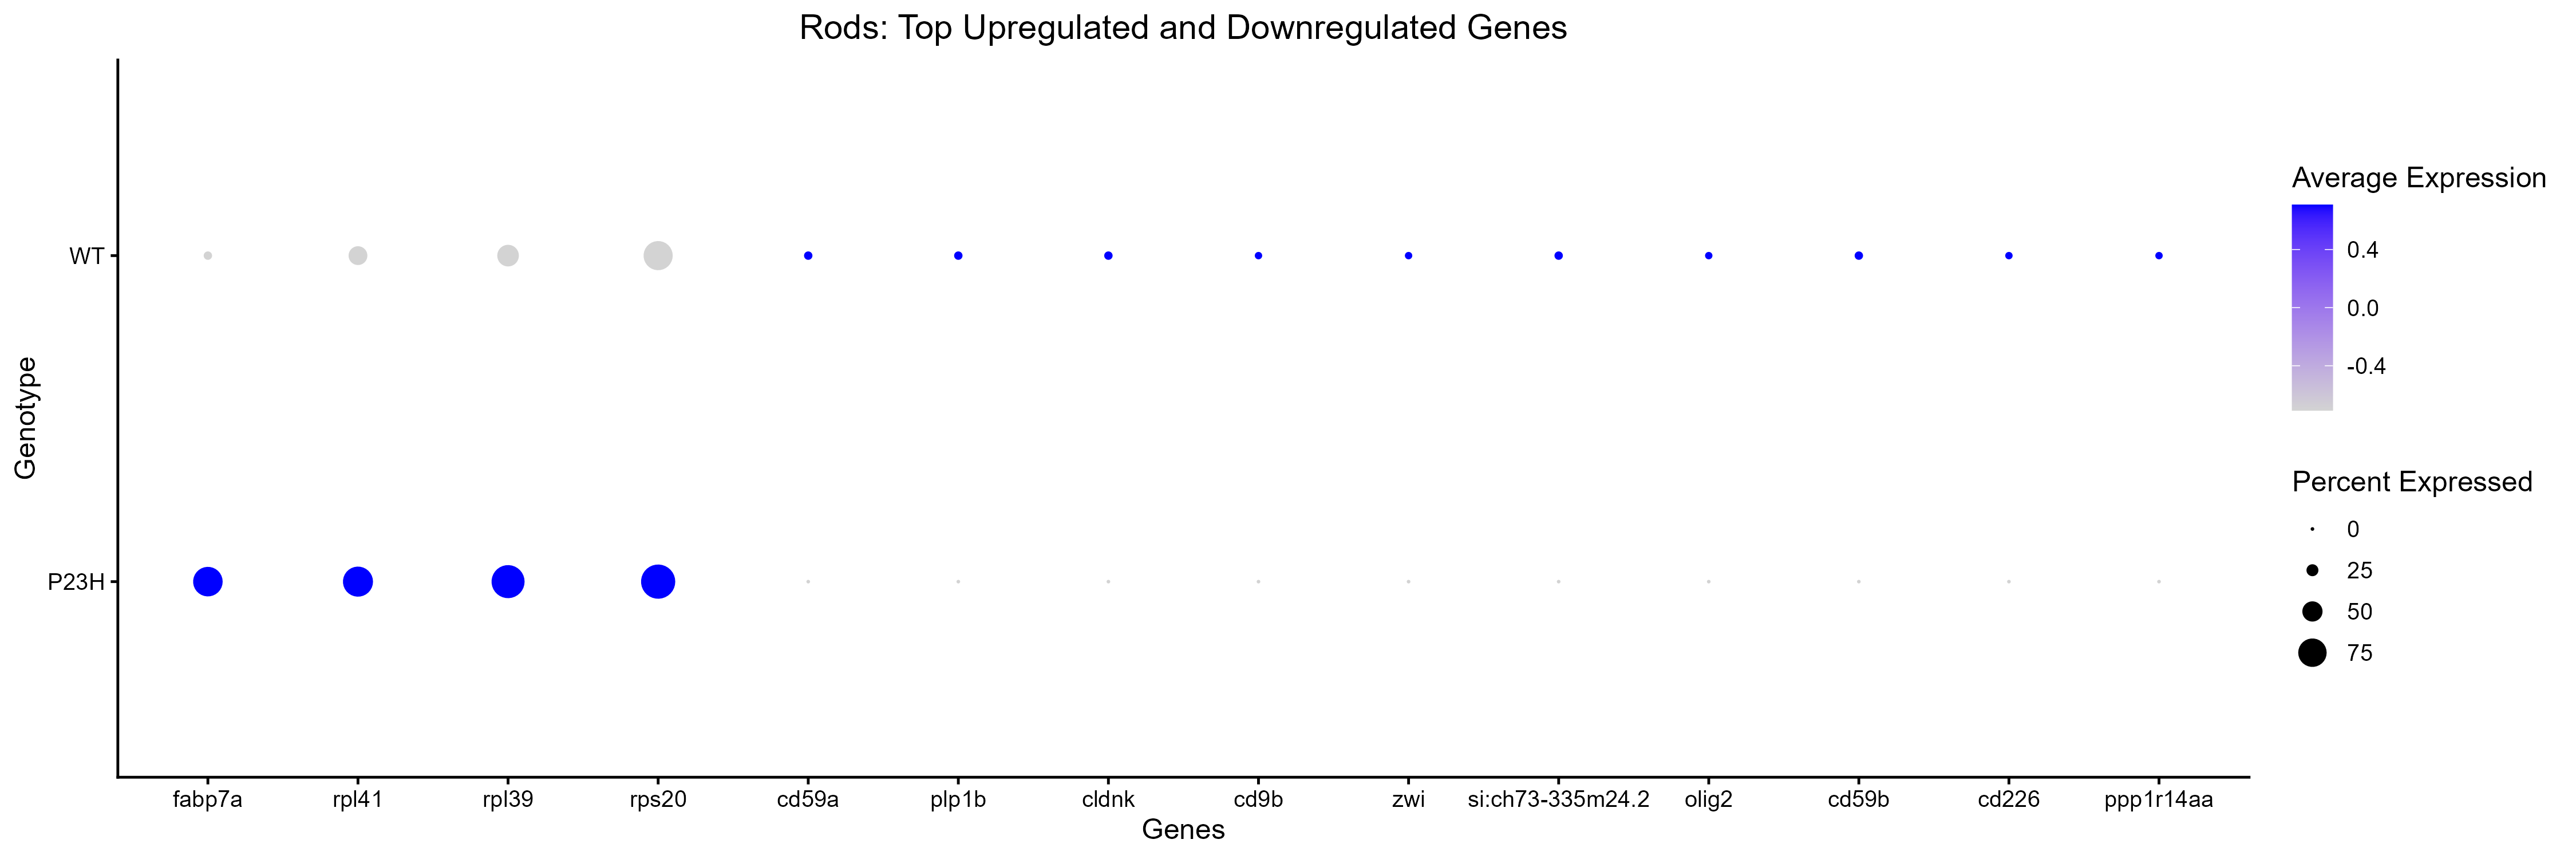 Rods: Top Upregulated and Downregulated Genes
Genotype
WT
P23H
fabp7a
rpl41
rpl39
rps20
cd59a
plp1b
cldnk
cd9b
zwi
si:ch73-335m24.2
olig2
cd59b
cd226
ppp1r14aa
Genes
Average Expression
0.4
0.0
-0.4
Percent Expressed
0
25
50
75